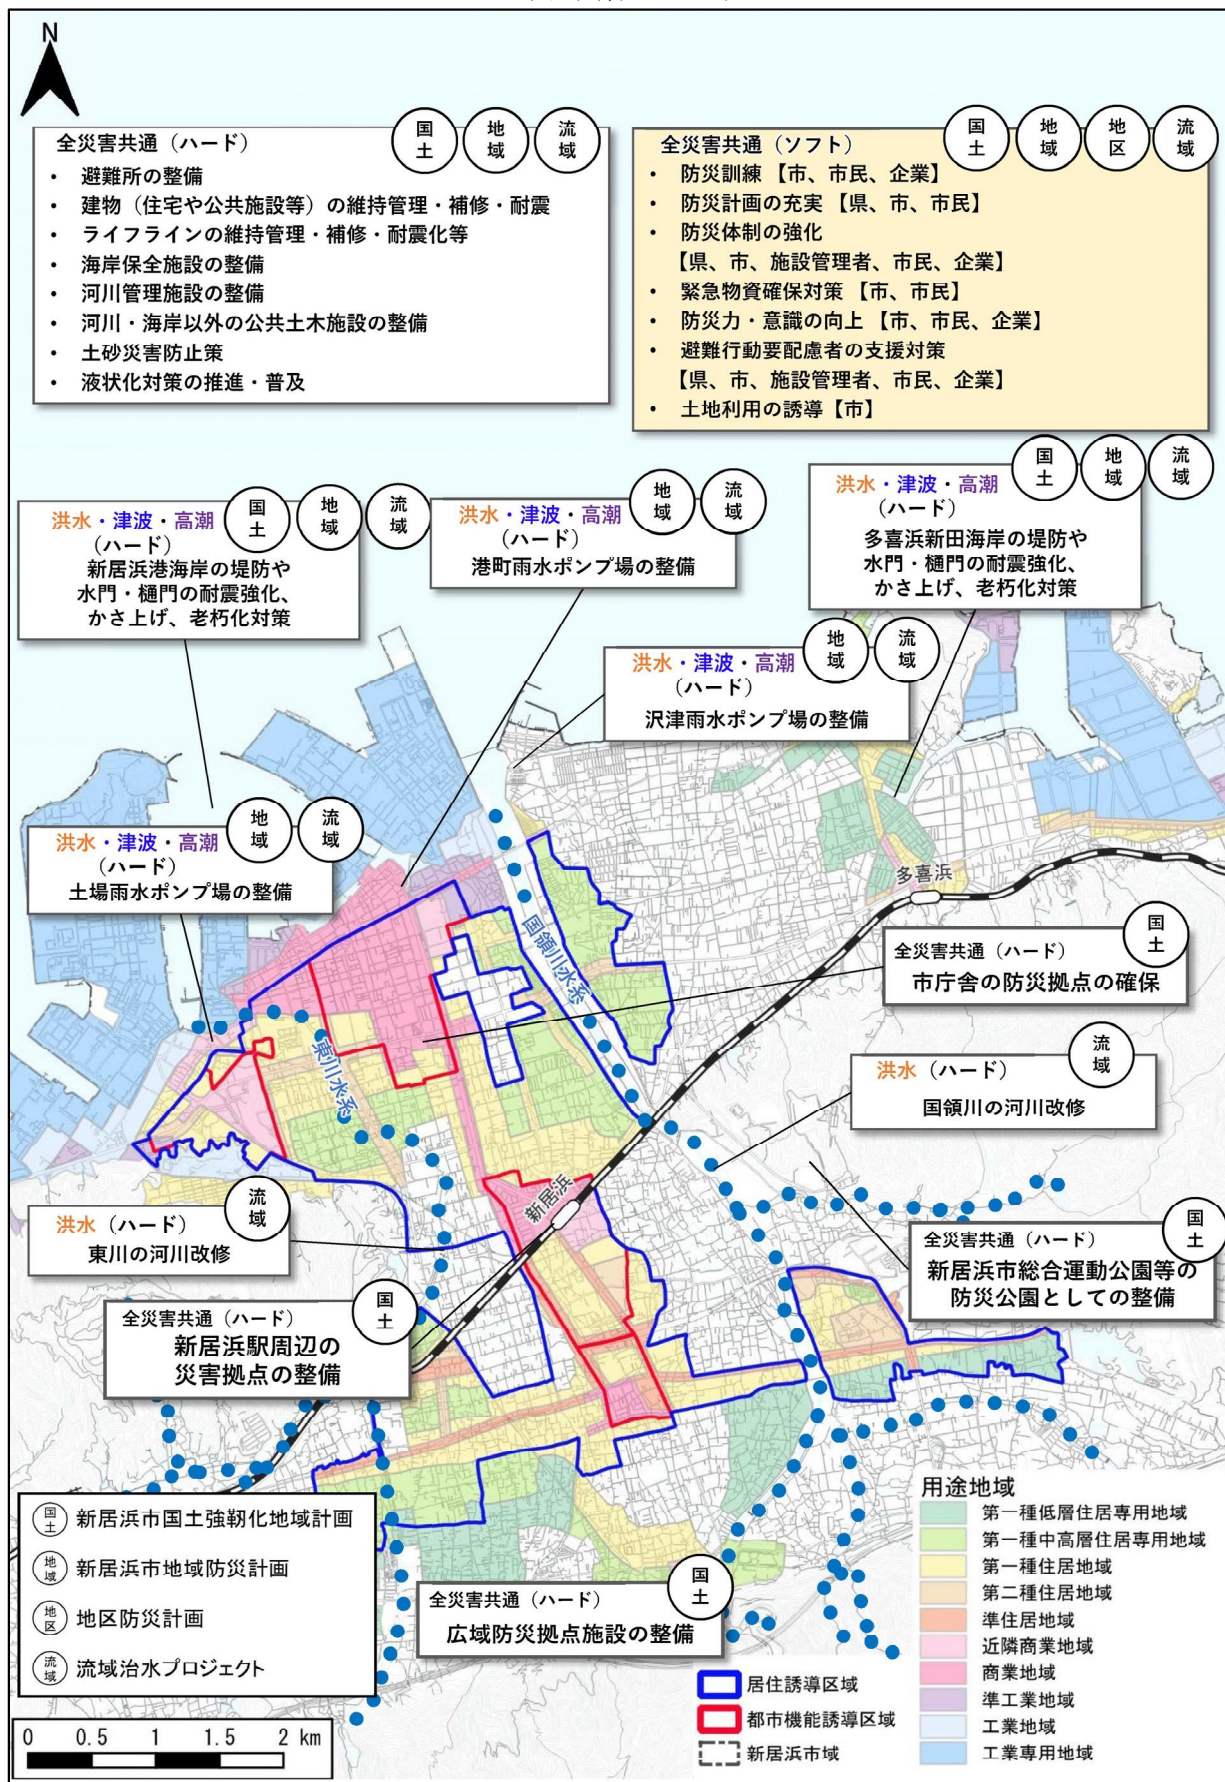 N
全災害共通（ハード）
国土
地域
流域
・ 避難所の整備
・ 建物（住宅や公共施設等）の維持管理・補修・耐震
・ ライフラインの維持管理・補修・耐震化等
・ 海岸保全施設の整備
・ 河川管理施設の整備
・ 河川・海岸以外の公共土木施設の整備
・ 土砂災害防止策
・ 液状化対策の推進・普及
全災害共通（ソフト）
国土
地域
地区
流域
・ 防災訓練 【市、市民、企業】
・ 防災計画の充実 【県、市、市民】
・ 防災体制の強化
【県、市、施設管理者、市民、企業】
・ 緊急物資確保対策 【市、市民】
・ 防災力・意識の向上 【市、市民、企業】
・ 避難行動要配慮者の支援対策
【県、市、施設管理者、市民、企業】
・ 土地利用の誘導【市】
洪水・津波・高潮
（ハード）
国土
地域
流域
新居浜港海岸の堤防や
水門・樋門の耐震強化、
かさ上げ、老朽化対策
洪水・津波・高潮
（ハード）
地域
流域
港町雨水ポンプ場の整備
洪水・津波・高潮
（ハード）
国土
地域
流域
多喜浜新田海岸の堤防や
水門・樋門の耐震強化、
かさ上げ、老朽化対策
洪水・津波・高潮
（ハード）
地域
流域
沢津雨水ポンプ場の整備
洪水・津波・高潮
（ハード）
地域
流域
土場雨水ポンプ場の整備
多喜浜
国領川水系
東川水系
新居浜
全災害共通（ハード）
国土
市庁舎の防災拠点の確保
洪水（ハード）
流域
国領川の河川改修
洪水（ハード）
流域
東川の河川改修
全災害共通（ハード）
国土
新居浜市総合運動公園等の
防災公園としての整備
全災害共通（ハード）
国土
新居浜駅周辺の
災害拠点の整備
全災害共通（ハード）
国土
広域防災拠点施設の整備
国土 新居浜市国土強靭化地域計画
地域 新居浜市地域防災計画
地区 地区防災計画
流域 流域治水プロジェクト
0 0.5 1 1.5 2 km
居住誘導区域
都市機能誘導区域
新居浜市域
用途地域
第一種低層住居専用地域
第一種中高層住居専用地域
第一種住居地域
第二種住居地域
準住居地域
近隣商業地域
商業地域
準工業地域
工業地域
工業専用地域